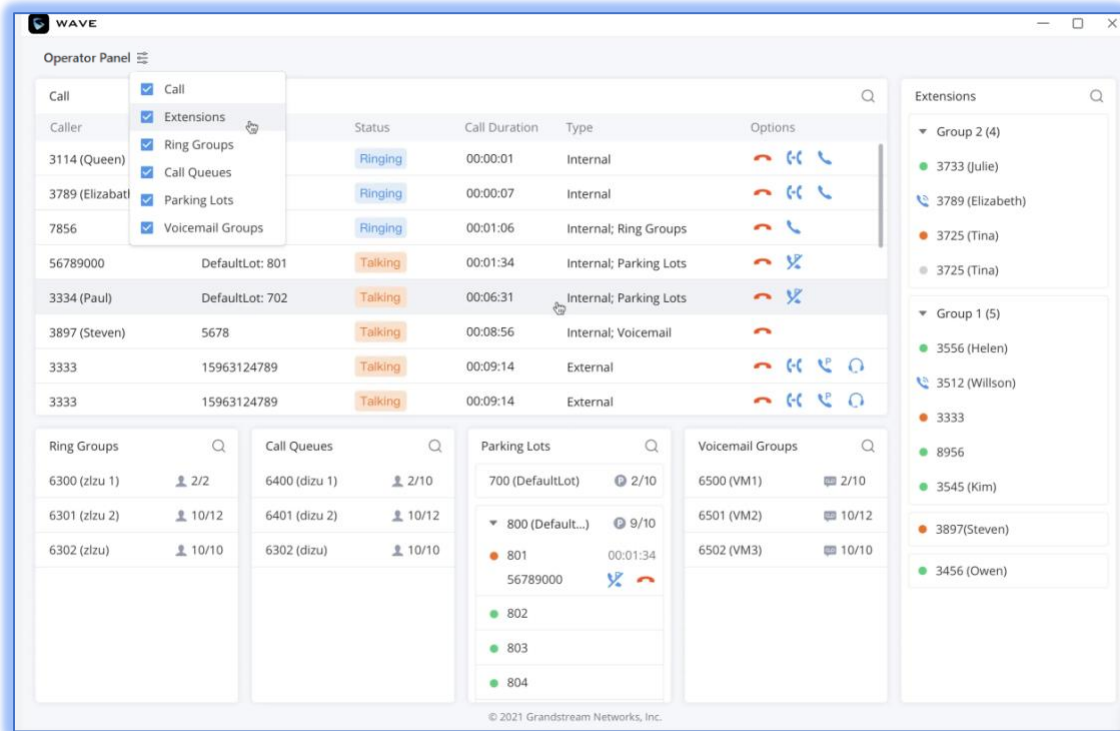 WAVE
Operator Panel
Call
Extensions
Ring Groups
Call Queues
Parking Lots
Voicemail Groups
Call
Caller Status Call Duration Type Options
3114 (Queen) Ringing 00:00:01 Internal
3789 (Elizabath Ringing 00:00:07 Internal
7856 Ringing 00:01:06 Internal; Ring Groups
56789000 DefaultLot: 801 Talking 00:01:34 Internal; Parking Lots
3334 (Paul) DefaultLot: 702 Talking 00:06:31 Internal; Parking Lots
3897 (Steven) 5678 Talking 00:08:56 Internal; Voicemail
3333 15963124789 Talking 00:09:14 External
3333 15963124789 Talking 00:09:14 External
Extensions
Group 2 (4)
3733 (Julie)
3789 (Elizabeth)
3725 (Tina)
3725 (Tina)
Group 1 (5)
3556 (Helen)
3512 (Willson)
3333
8956
3545 (Kim)
3897(Steven)
3456 (Owen)
Ring Groups
6300 (zlzu 1) 2/2
6301 (zlzu 2) 10/12
6302 (zlzu) 10/10
Call Queues
6400 (dizu 1) 2/10
6401 (dizu 2) 10/12
6302 (dizu) 10/10
Parking Lots
700 (DefaultLot) 2/10
800 (Default...) 9/10
801 00:01:34
56789000
802
803
804
Voicemail Groups
6500 (VM1) 2/10
6501 (VM2) 10/12
6502 (VM3) 10/10
© 2021 Grandstream Networks, Inc.